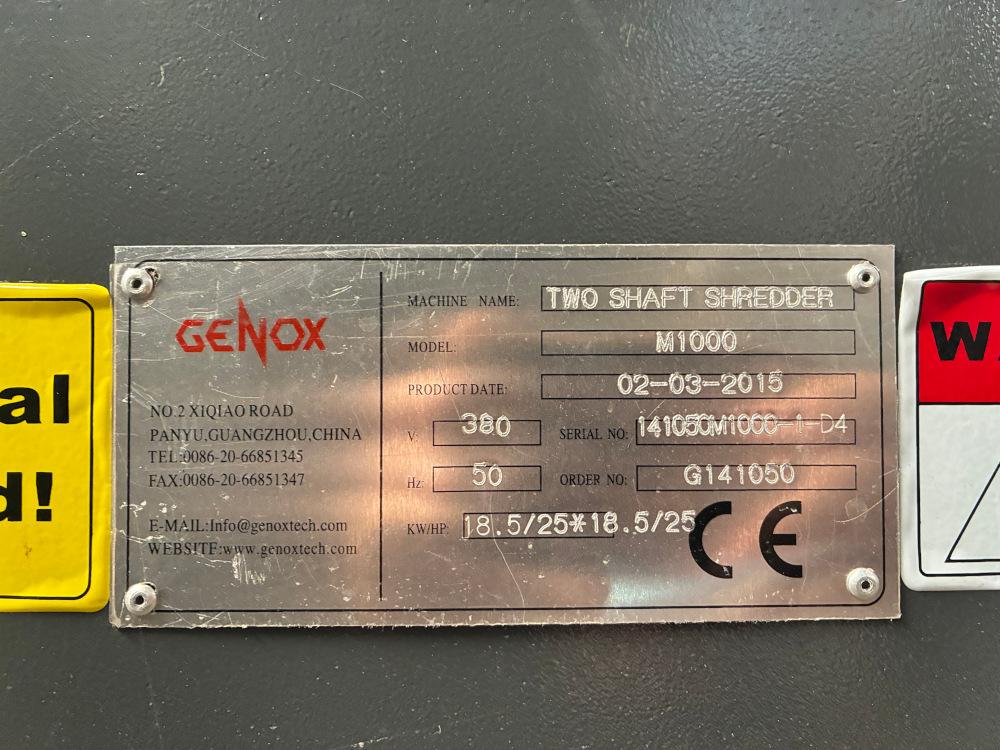 GENOX
NO.2 XIQIAO ROAD
PANYU,GUANGZHOU,CHINA
TEL:0086-20-66851345
FAX:0086-20-66851347
E-MAIL:Info@genoxtech.com
WEBSITE:www.genoxtech.com
MACHINE NAME: TWO SHAFT SHREDDER
MODEL: M1000
PRODUCT DATE: 02-03-2015
V: 380 SERIAL NO: 141050M1000-1-D4
Hz: 50 ORDER NO: G141050
KW/HP: 18.5/25*18.5/25
CE
al
d!
W